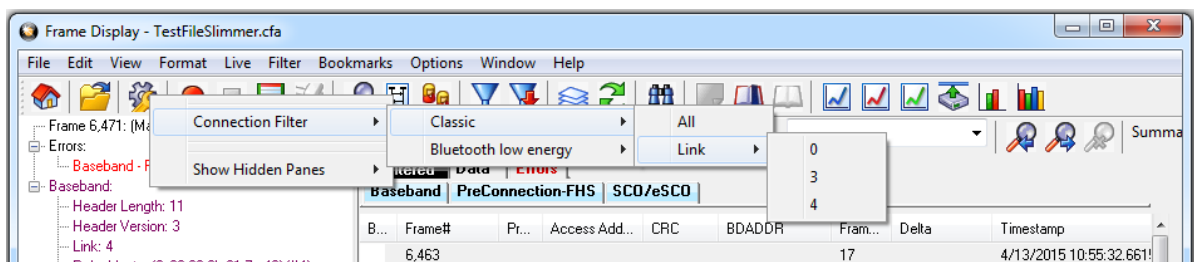 Frame Display - TestFileSlimmer.cfa
File Edit View Format Live Filter Bookmarks Options Window Help
Frame 6,471: (Ma
Connection Filter
Classic
All
Summa
Errors:
Bluetooth low energy
Link
0
Baseband - F
Show Hidden Panes
Data
Errors
3
Baseband:
Baseband PreConnection-FHS SCO/eSCO
Header Length: 11
4
Header Version: 3
B... Frame# Pr... Access Add... CRC BDADDR Fram... Delta Timestamp
Link: 4
6,463 17 4/13/2015 10:55:32.661